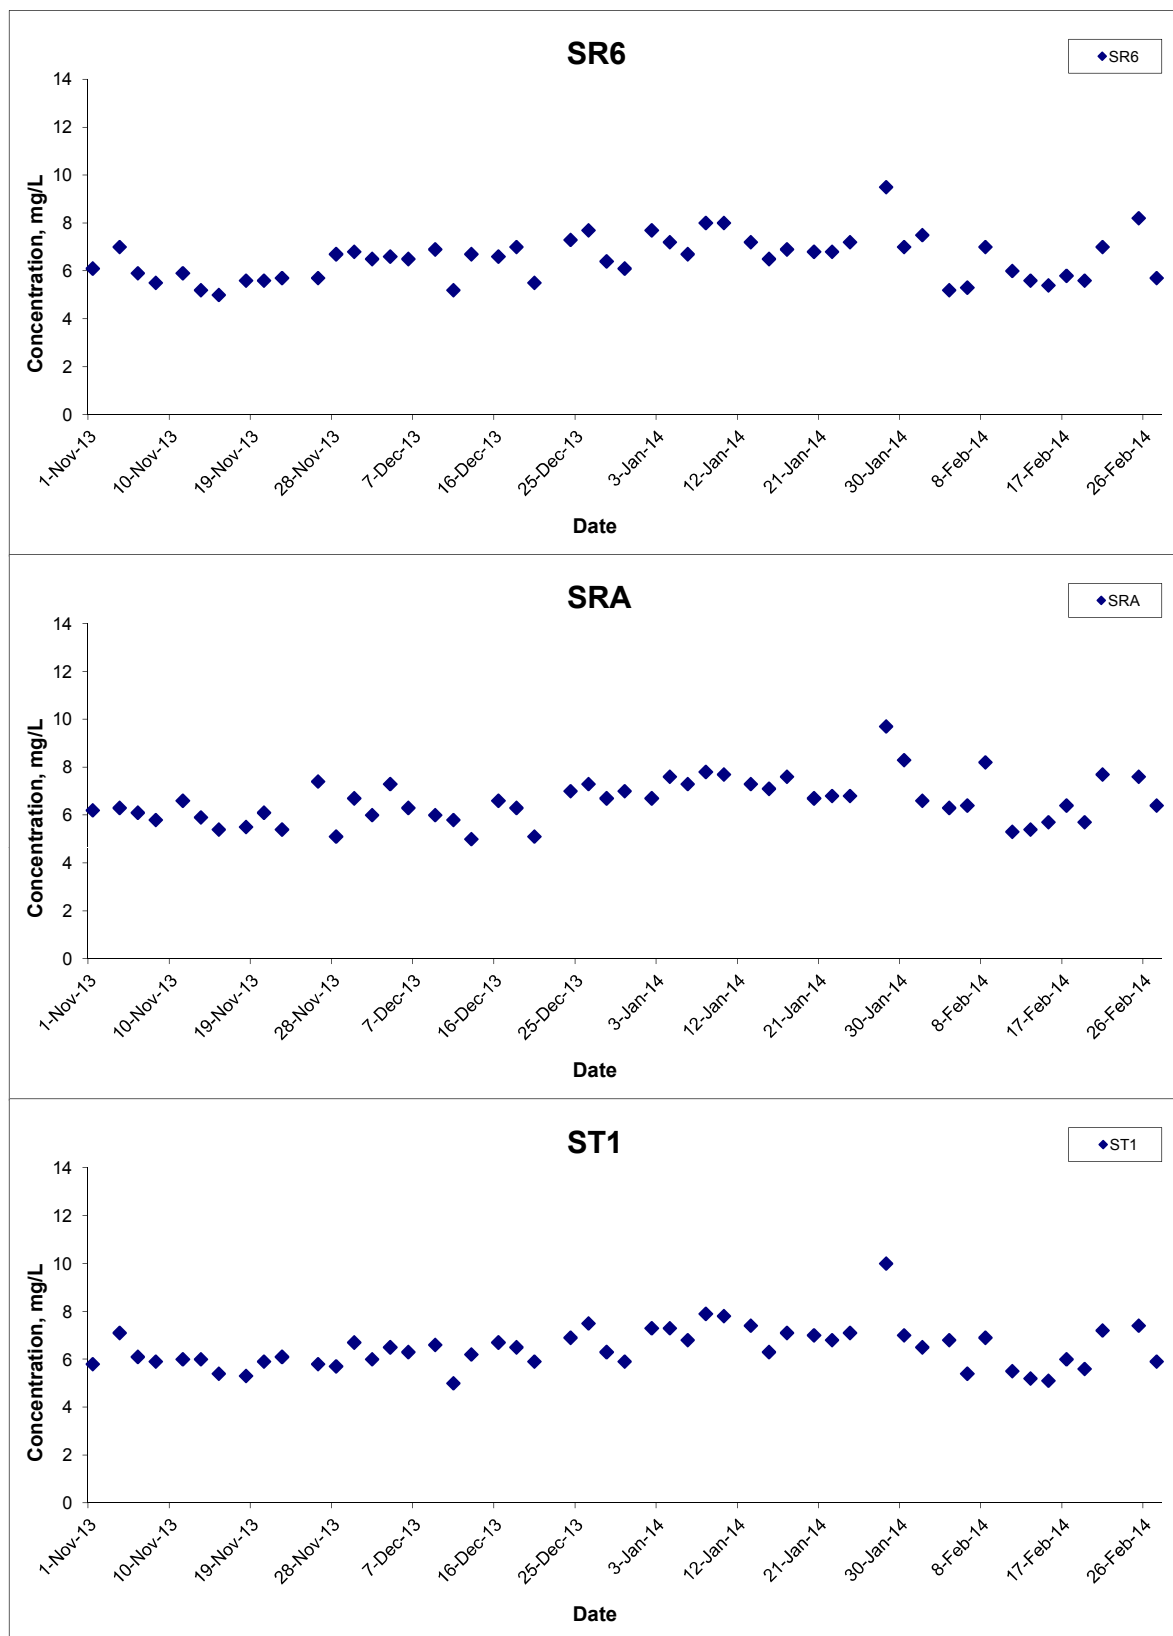 SR6
SR6
14
12
10
8
6
4
2
0
Concentration, mg/L
1-Nov-13
10-Nov-13
19-Nov-13
28-Nov-13
7-Dec-13
16-Dec-13
25-Dec-13
3-Jan-14
12-Jan-14
21-Jan-14
30-Jan-14
8-Feb-14
17-Feb-14
26-Feb-14
Date
SRA
SRA
14
12
10
8
6
4
2
0
Concentration, mg/L
1-Nov-13
10-Nov-13
19-Nov-13
28-Nov-13
7-Dec-13
16-Dec-13
25-Dec-13
3-Jan-14
12-Jan-14
21-Jan-14
30-Jan-14
8-Feb-14
17-Feb-14
26-Feb-14
Date
ST1
ST1
14
12
10
8
6
4
2
0
Concentration, mg/L
1-Nov-13
10-Nov-13
19-Nov-13
28-Nov-13
7-Dec-13
16-Dec-13
25-Dec-13
3-Jan-14
12-Jan-14
21-Jan-14
30-Jan-14
8-Feb-14
17-Feb-14
26-Feb-14
Date